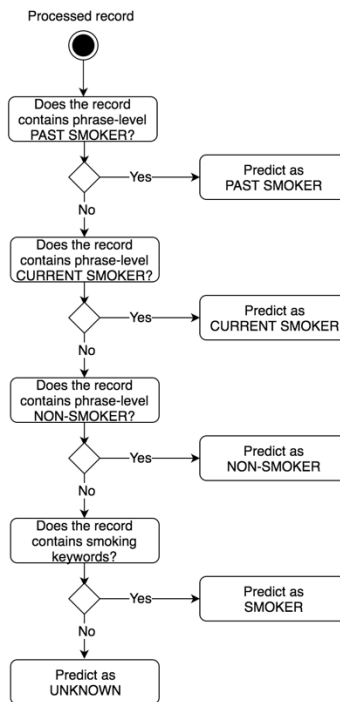 Processed record
Does the record
contains phrase-level
PAST SMOKER?
Yes
Predict as
PAST SMOKER
No
Does the record
contains phrase-level
CURRENT SMOKER?
Yes
Predict as
CURRENT SMOKER
No
Does the record
contains phrase-level
NON-SMOKER?
Yes
Predict as
NON-SMOKER
No
Does the record
contains smoking
keywords?
Yes
Predict as
SMOKER
No
Predict as
UNKNOWN